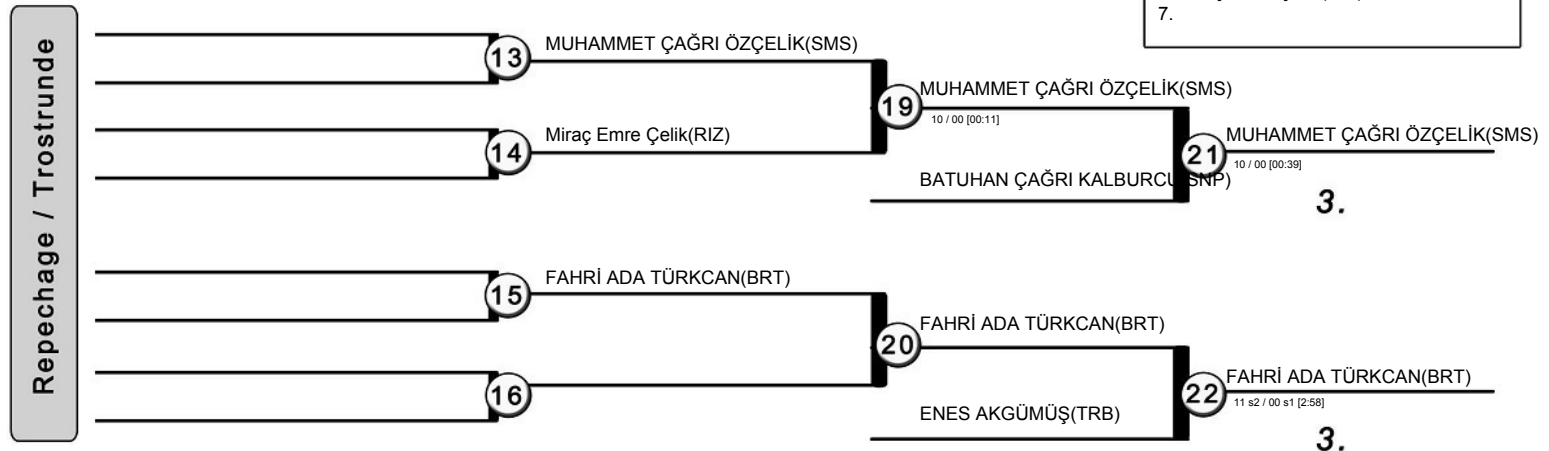 7.
Repechage / Trostrunde
13
MUHAMMET ÇAĞRI ÖZÇELİK(SMS)
19
MUHAMMET ÇAĞRI ÖZÇELİK(SMS)
10 / 00 [00:11]
14
Miraç Emre Çelik(RIZ)
21
MUHAMMET ÇAĞRI ÖZÇELİK(SMS)
10 / 00 [00:39]
BATUHAN ÇAĞRI KALBURCU(SNP)
3.
15
FAHRİ ADA TÜRKCAN(BRT)
20
FAHRİ ADA TÜRKCAN(BRT)
16
22
FAHRİ ADA TÜRKCAN(BRT)
11 s2 / 00 s1 [2:58]
ENES AKGÜMÜŞ(TRB)
3.